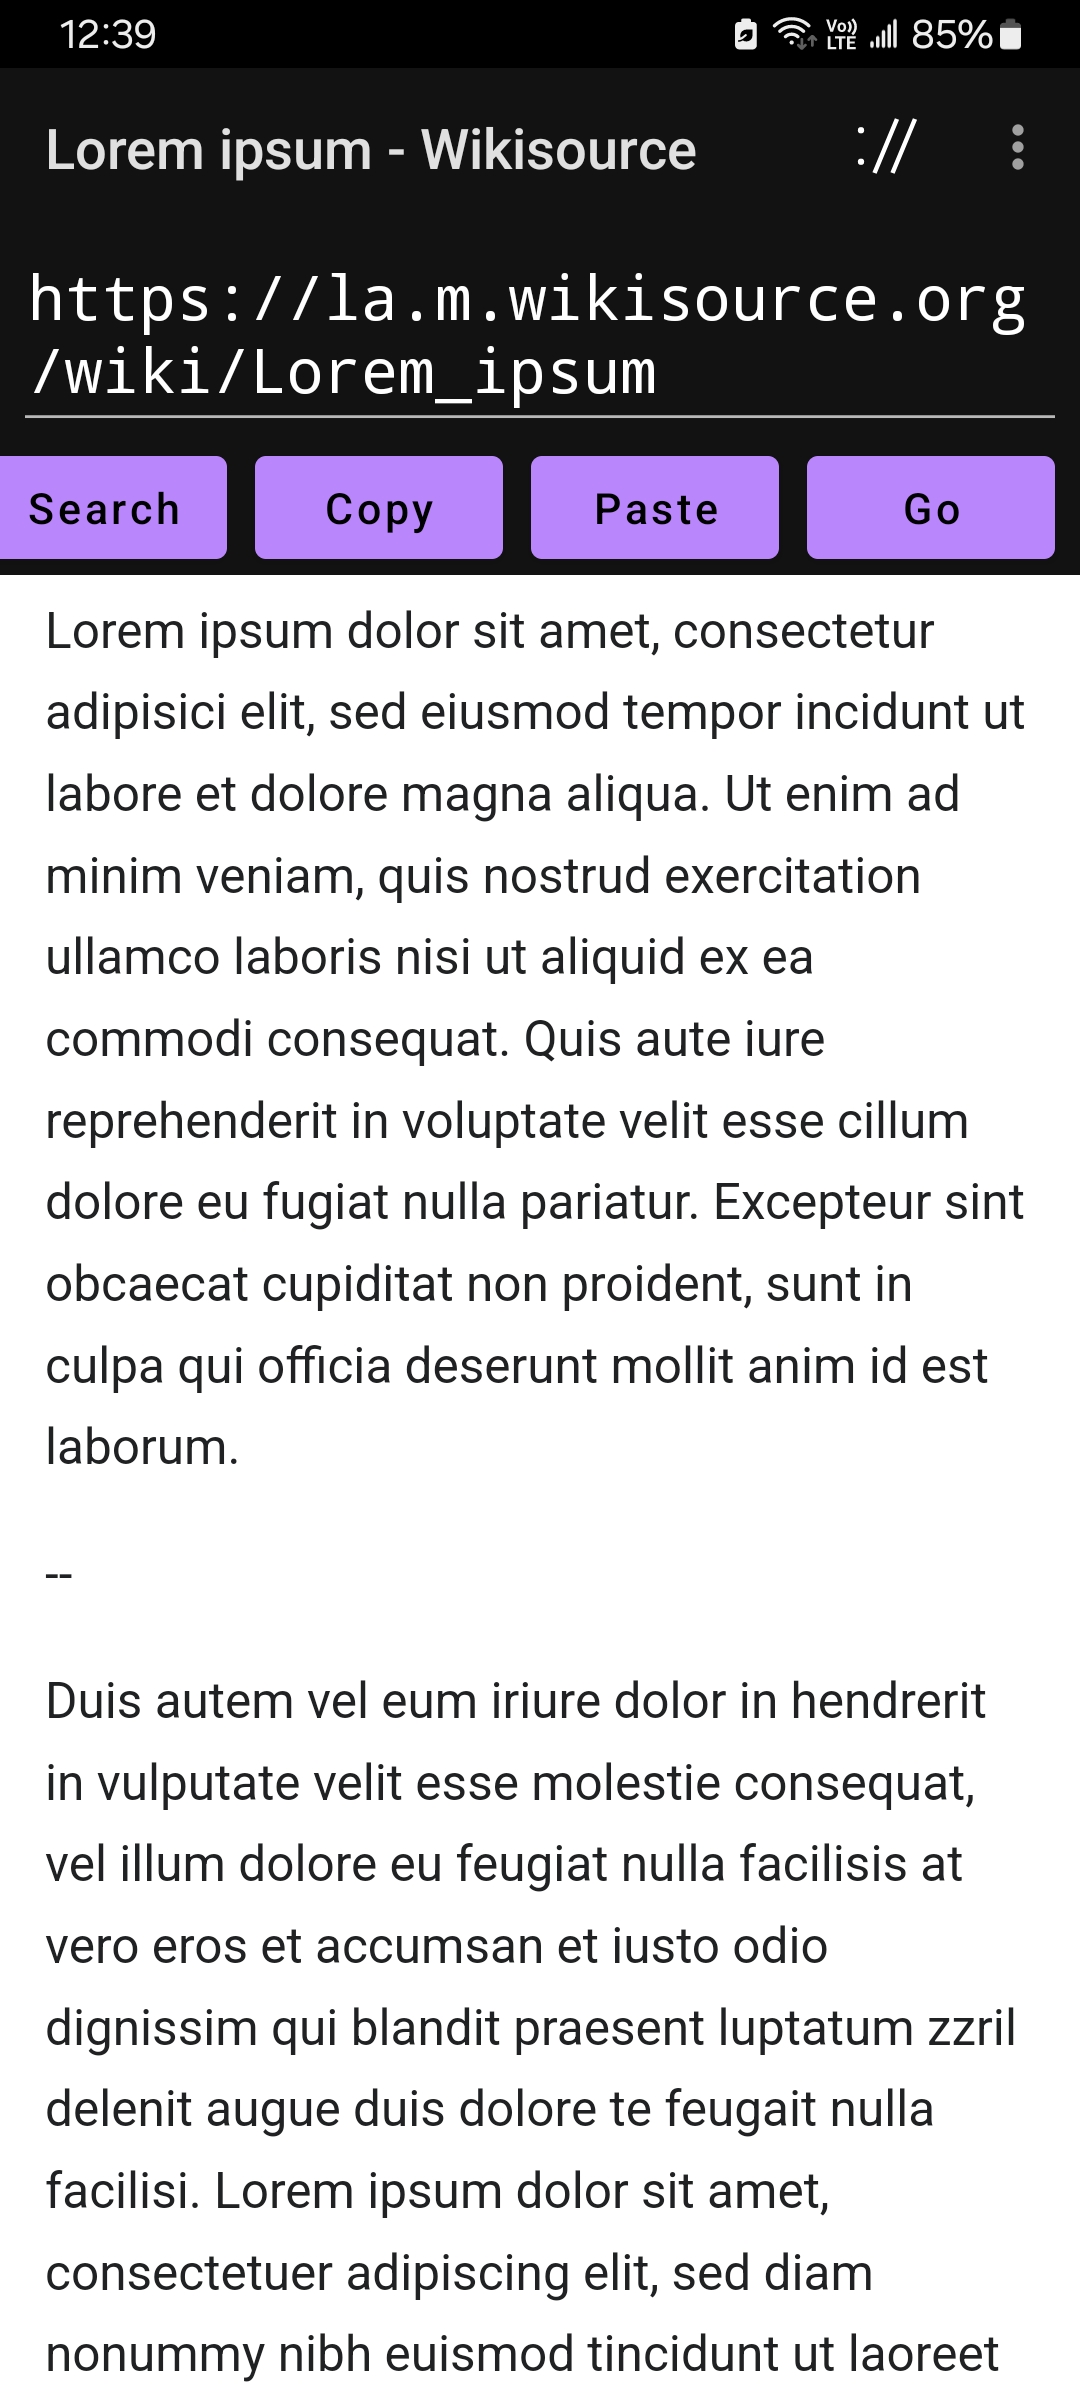 12:39
Vo)) LTE 85%
Lorem ipsum - Wikisource
://
https://la.m.wikisource.org
/wiki/Lorem_ipsum
Search Copy Paste Go
Lorem ipsum dolor sit amet, consectetur
adipisici elit, sed eiusmod tempor incidunt ut
labore et dolore magna aliqua. Ut enim ad
minim veniam, quis nostrud exercitation
ullamco laboris nisi ut aliquid ex ea
commodi consequat. Quis aute iure
reprehenderit in voluptate velit esse cillum
dolore eu fugiat nulla pariatur. Excepteur sint
obcaecat cupiditat non proident, sunt in
culpa qui officia deserunt mollit anim id est
laborum.
--
Duis autem vel eum iriure dolor in hendrerit
in vulputate velit esse molestie consequat,
vel illum dolore eu feugiat nulla facilisis at
vero eros et accumsan et iusto odio
dignissim qui blandit praesent luptatum zzril
delenit augue duis dolore te feugait nulla
facilisi. Lorem ipsum dolor sit amet,
consectetuer adipiscing elit, sed diam
nonummy nibh euismod tincidunt ut laoreet